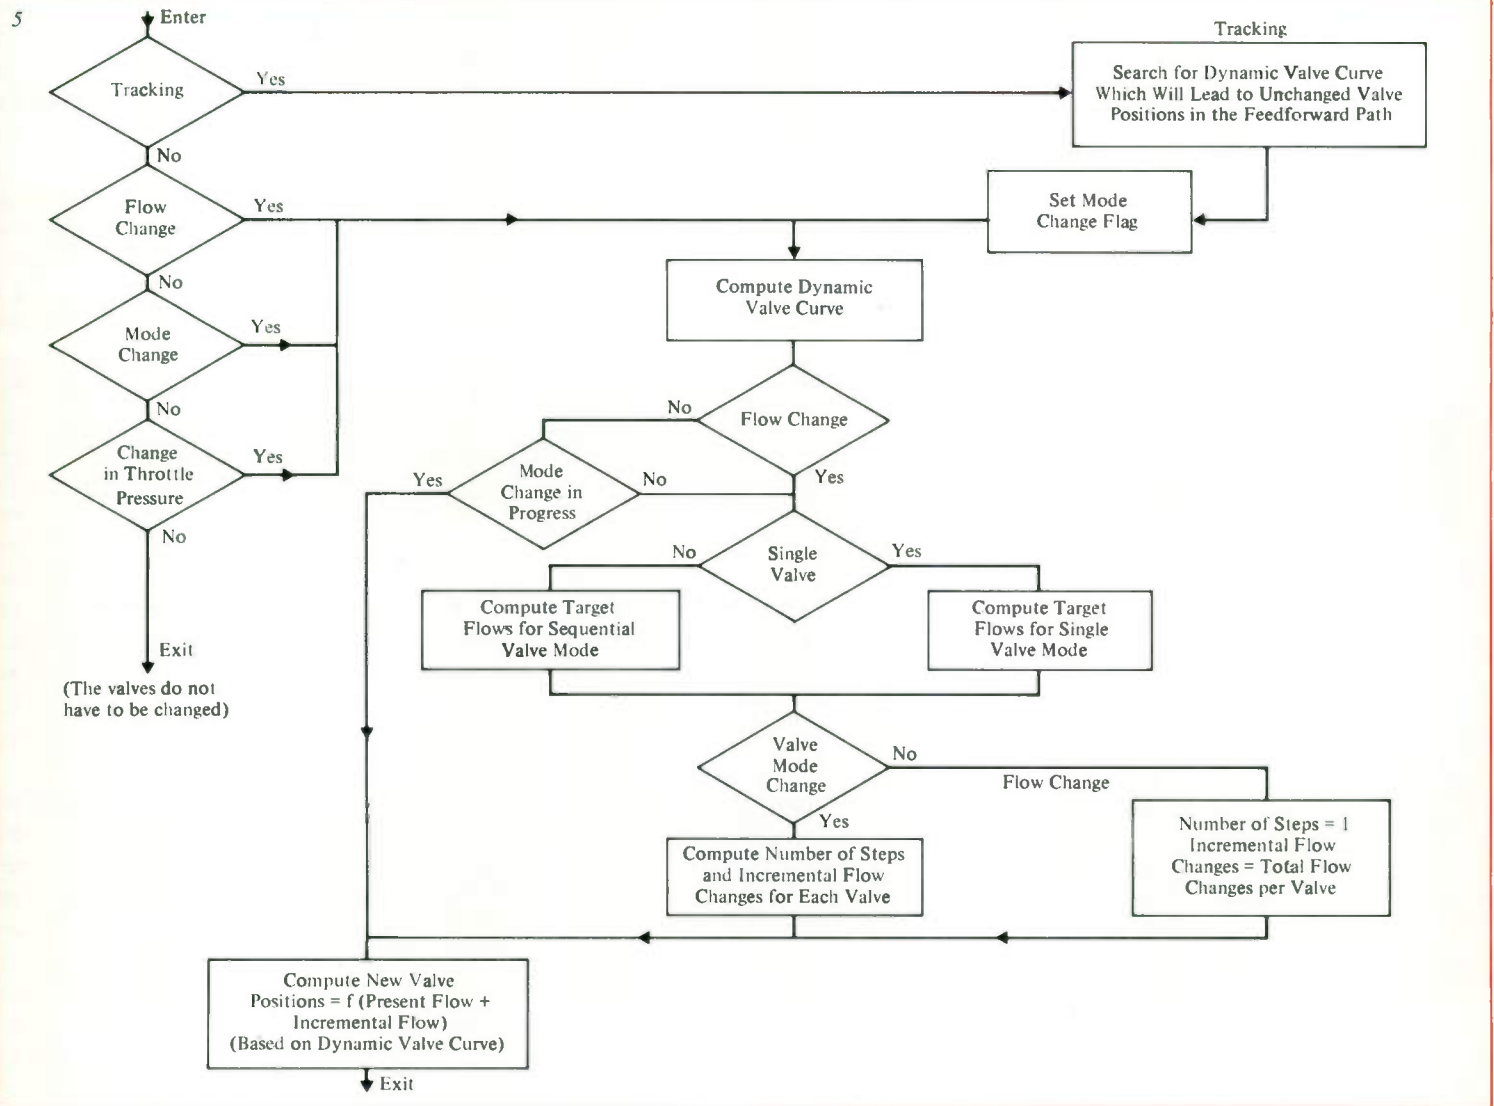 5
Enter
Tracking
Tracking
Yes
Search for Dynamic Valve Curve
Which Will Lead to Unchanged Valve
Positions in the Feedforward Path
No
Flow
Change
Yes
Set Mode
Change Flag
No
Compute Dynamic
Valve Curve
Mode
Change
Yes
No
Flow Change
No
Yes
Change
in Throttle
Pressure
Yes
No
Exit
(The valves do not
have to be changed)
Mode
Change in
Progress
Yes
No
Single
Valve
No
Yes
Compute Target
Flows for Sequential
Valve Mode
Compute Target
Flows for Single
Valve Mode
Valve
Mode
Change
No
Flow Change
Yes
Number of Steps = 1
Incremental Flow
Changes = Total Flow
Changes per Valve
Compute Number of Steps
and Incremental Flow
Changes for Each Valve
Compute New Valve
Positions = f (Present Flow +
Incremental Flow)
(Based on Dynamic Valve Curve)
Exit